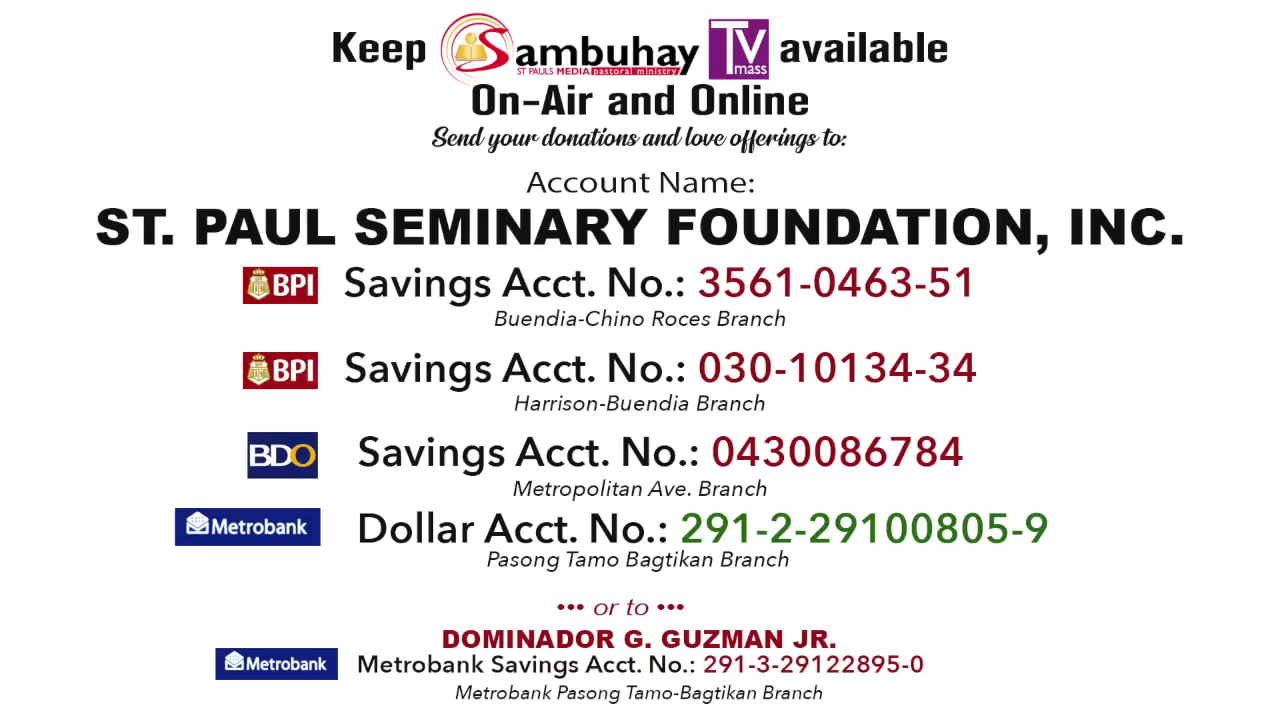 Keep Sambuhay TV mass available
ST PAULS MEDIA pastoral ministry
On-Air and Online
Send your donations and love offerings to:
Account Name:
ST. PAUL SEMINARY FOUNDATION, INC.
BPI Savings Acct. No.: 3561-0463-51
Buendia-Chino Roces Branch
BPI Savings Acct. No.: 030-10134-34
Harrison-Buendia Branch
BDO Savings Acct. No.: 0430086784
Metropolitan Ave. Branch
Metrobank Dollar Acct. No.: 291-2-29100805-9
Pasong Tamo Bagtikan Branch
••• or to •••
DOMINADOR G. GUZMAN JR.
Metrobank Metrobank Savings Acct. No.: 291-3-29122895-0
Metrobank Pasong Tamo-Bagtikan Branch